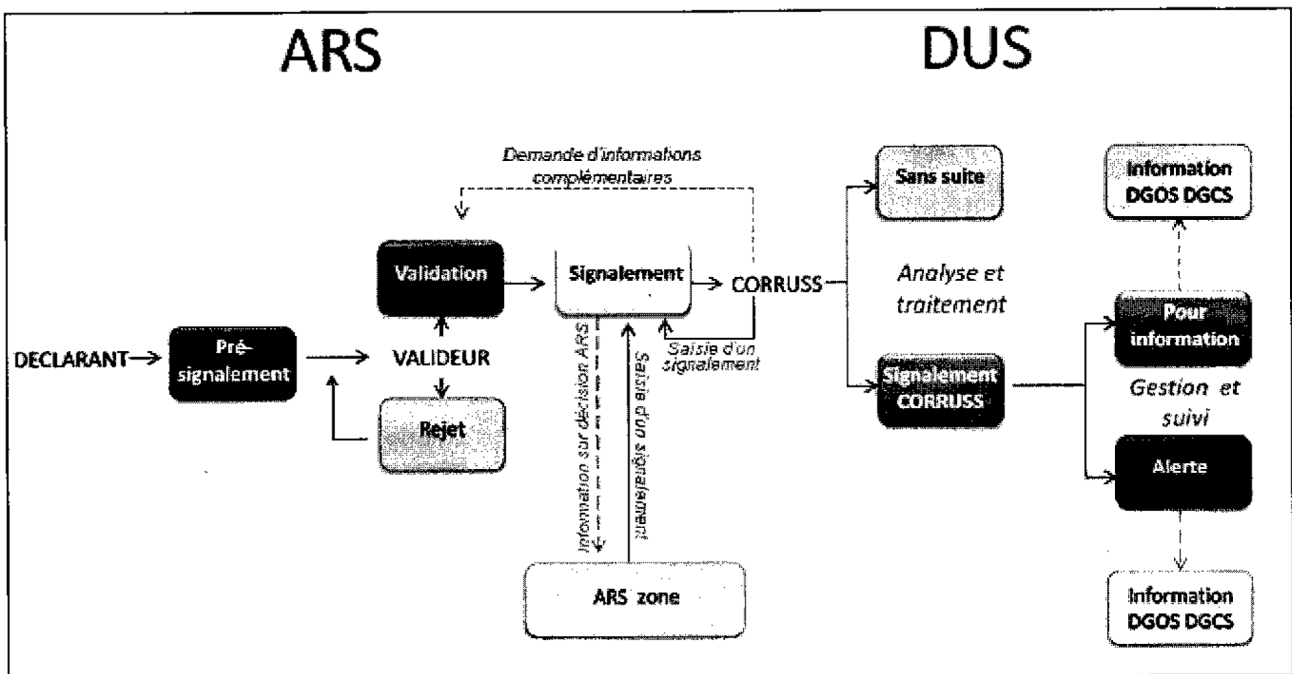 ARS
DUS
Demande d'informations
complémentaires
Sans suite
Information
DGOS DGCS
Validation
Signalement
CORRUSS
Analyse et
traitement
Pour
information
DECLARANT
Pré-
signalement
VALIDEUR
Saisie d'un
signalement
Signalement
CORRUSS
Gestion et
suivi
Rejet
Information sur décision ARS
Saisie d'un signalement
Alerte
ARS zone
Information
DGOS DGCS